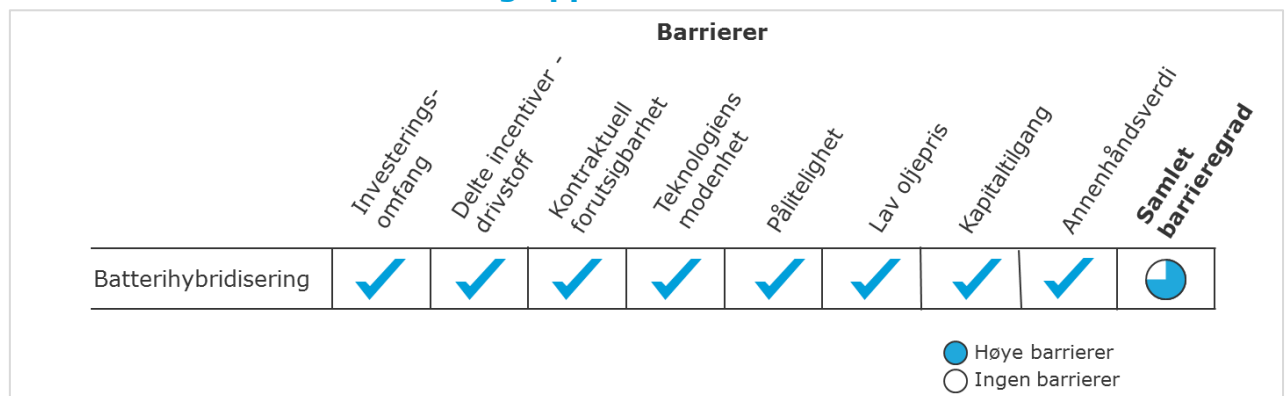 Barrierer
Investerings-
omfang
Delte incentiver -
drivstoff
Kontraktuell
forutsigbarhet
Teknologiens
modenhet
Pålitelighet
Lav oljepris
Kapitaltilgang
Annenhåndsverdi
Samlet
barrieregrad
Batterihybridisering
Høye barrierer
Ingen barrierer